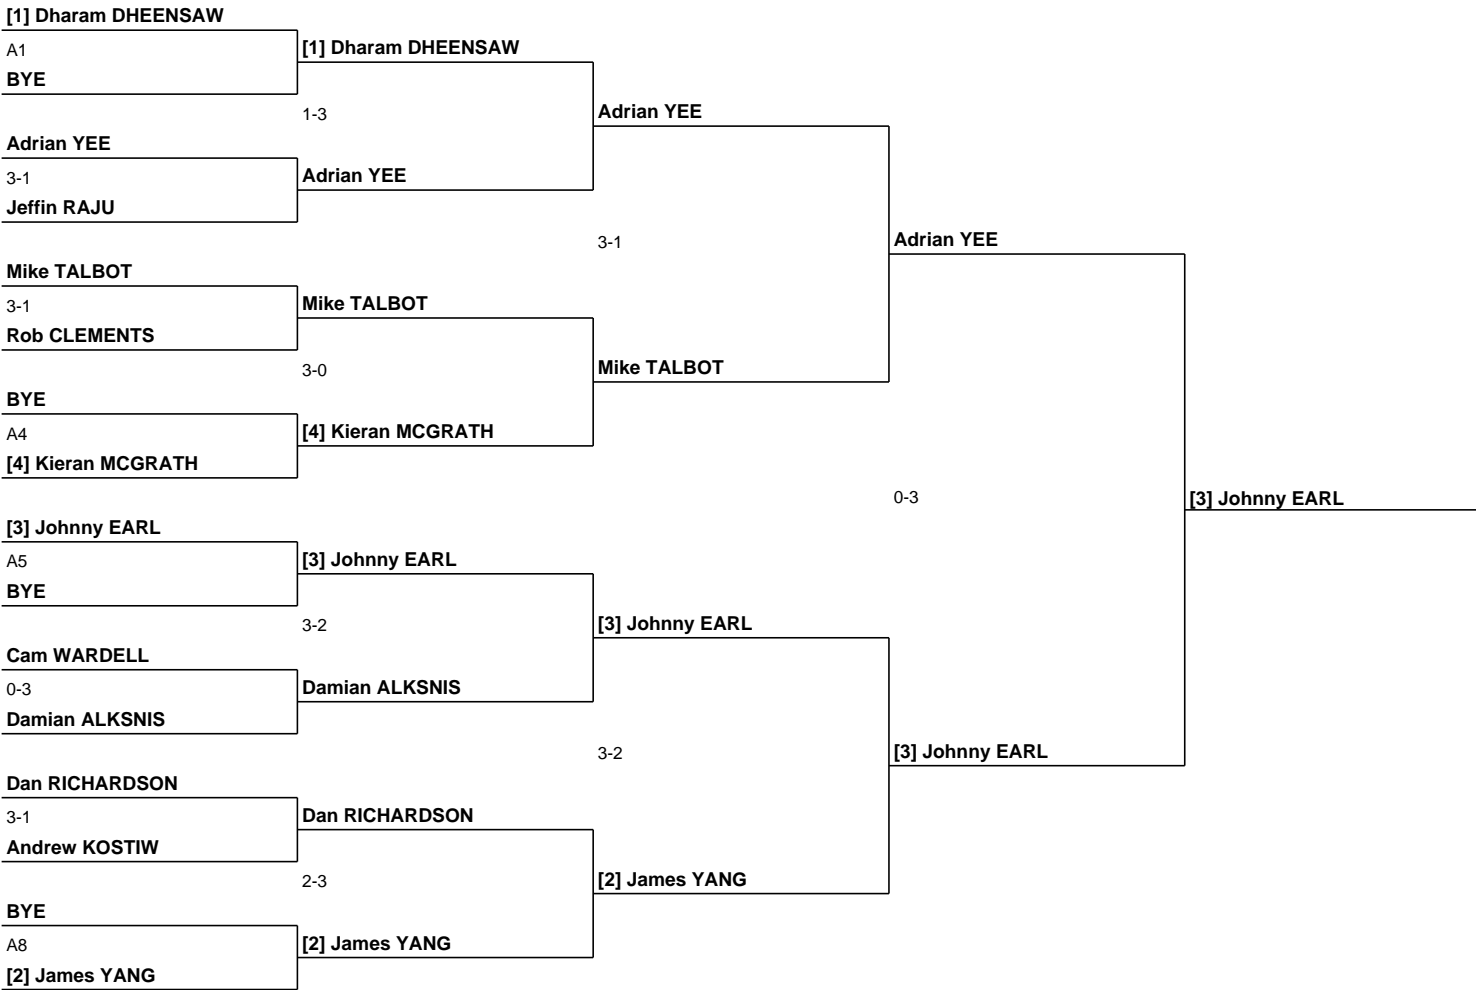 [1] Dharam DHEENSAW
A1
BYE
Adrian YEE
3-1
Jeffin RAJU
Mike TALBOT
3-1
Rob CLEMENTS
BYE
A4
[4] Kieran MCGRATH
[3] Johnny EARL
A5
BYE
Cam WARDELL
0-3
Damian ALKSNIS
Dan RICHARDSON
3-1
Andrew KOSTIW
BYE
A8
[2] James YANG
[1] Dharam DHEENSAW
1-3
Adrian YEE
Mike TALBOT
3-0
[4] Kieran MCGRATH
[3] Johnny EARL
3-2
Damian ALKSNIS
Dan RICHARDSON
2-3
[2] James YANG
Adrian YEE
3-1
Mike TALBOT
[3] Johnny EARL
3-2
[2] James YANG
Adrian YEE
0-3
[3] Johnny EARL
[3] Johnny EARL